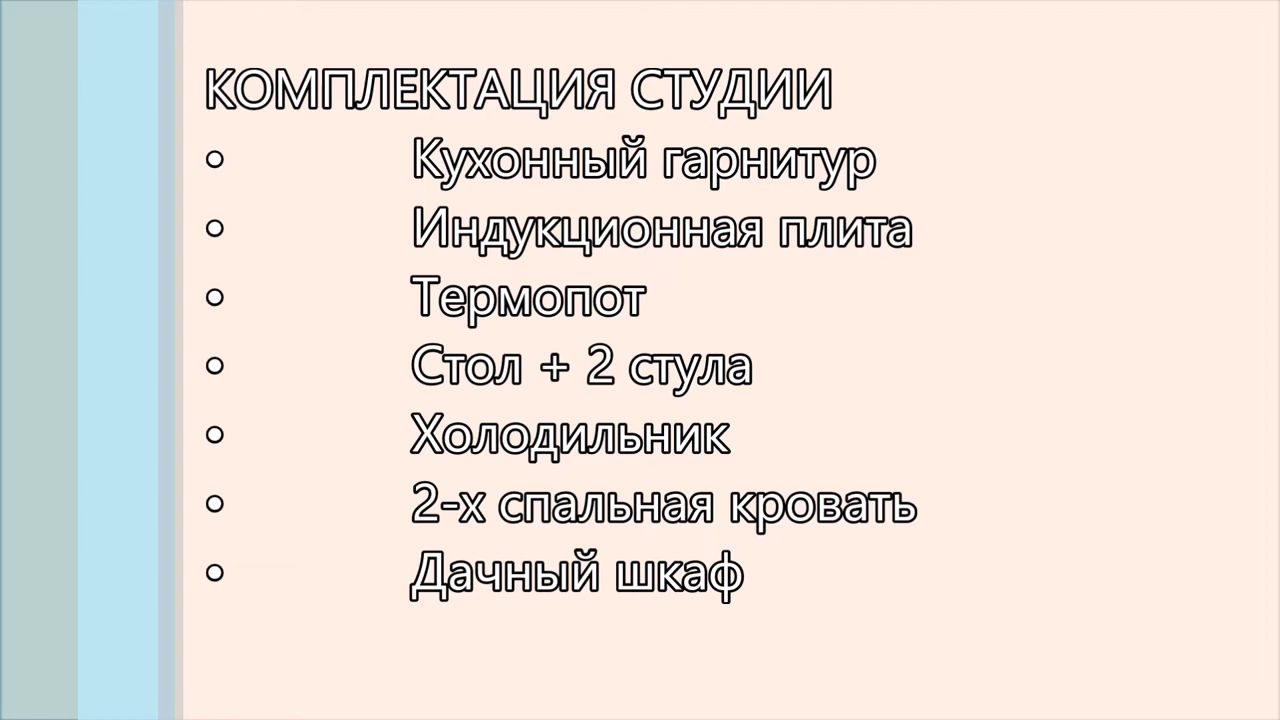 КОМПЛЕКТАЦИЯ СТУДИИ
○ Кухонный гарнитур
○ Индукционная плита
○ Термопот
○ Стол + 2 стула
○ Холодильник
○ 2-х спальная кровать
○ Дачный шкаф